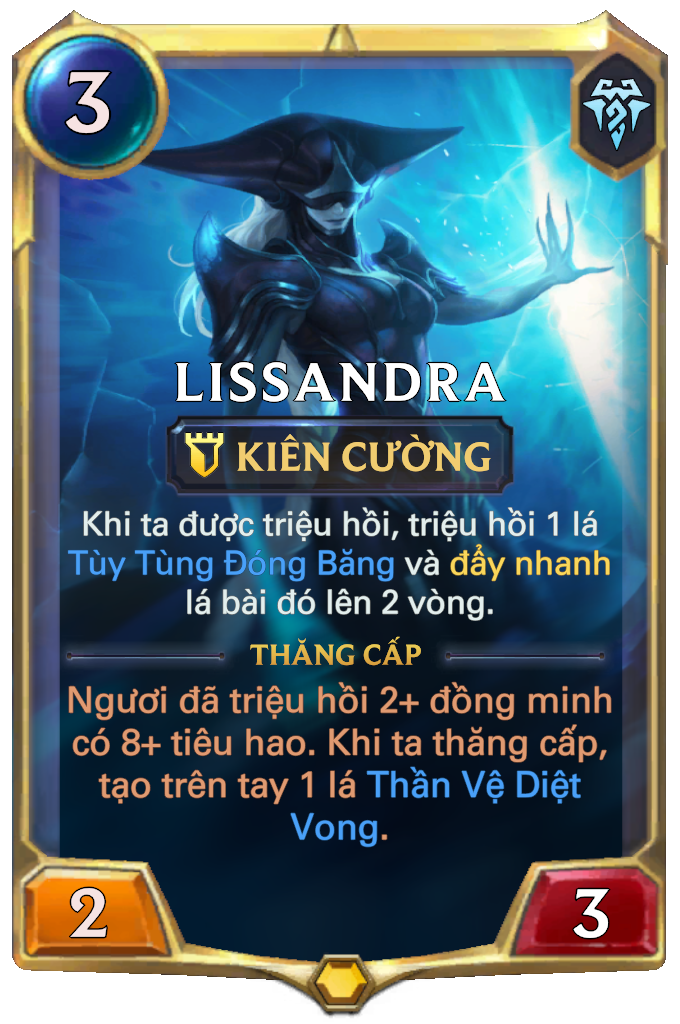 3
LISSANDRA
KIÊN CƯỜNG
Khi ta được triệu hồi, triệu hồi 1 lá
Tùy Tùng Đóng Băng và đẩy nhanh
lá bài đó lên 2 vòng.
THĂNG CẤP
Ngươi đã triệu hồi 2+ đồng minh
có 8+ tiêu hao. Khi ta thăng cấp,
tạo trên tay 1 lá Thần Vệ Diệt
Vong.
2
3